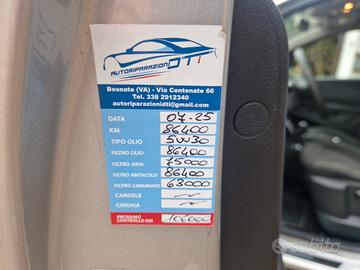 AUTORIPARAZIONI DTI
Besnate (VA) - Via Centenate 66
Tel. 338 2912340
autoriparazionidti@gmail.com
DATA 07-25
KM 86400
TIPO OLIO 5W30
FILTRO OLIO 86400
FILTRO ARIA 75000
FILTRO ABITACOLO 86400
FILTRO CARBURANTE 63000
CANDELE
CINGHIA
PROSSIMO
CONTROLLO KM
subito